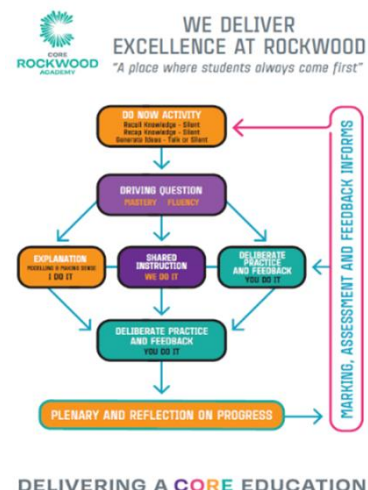 CORE
ROCKWOOD
ACADEMY
WE DELIVER
EXCELLENCE AT ROCKWOOD
"A place where students always come first"
DO NOW ACTIVITY
Recall Knowledge - Silent
Recap Knowledge - Silent
Generate Ideas - Talk or Silent
DRIVING QUESTION
MASTERY FLUENCY
EXPLANATION
MODELLING & MAKING SENSE
I DO IT
SHARED
INSTRUCTION
WE DO IT
DELIBERATE
PRACTICE
AND FEEDBACK
YOU DO IT
DELIBERATE PRACTICE
AND FEEDBACK
YOU DO IT
PLENARY AND REFLECTION ON PROGRESS
MARKING, ASSESSMENT AND FEEDBACK INFORMS
DELIVERING A CORE EDUCATION